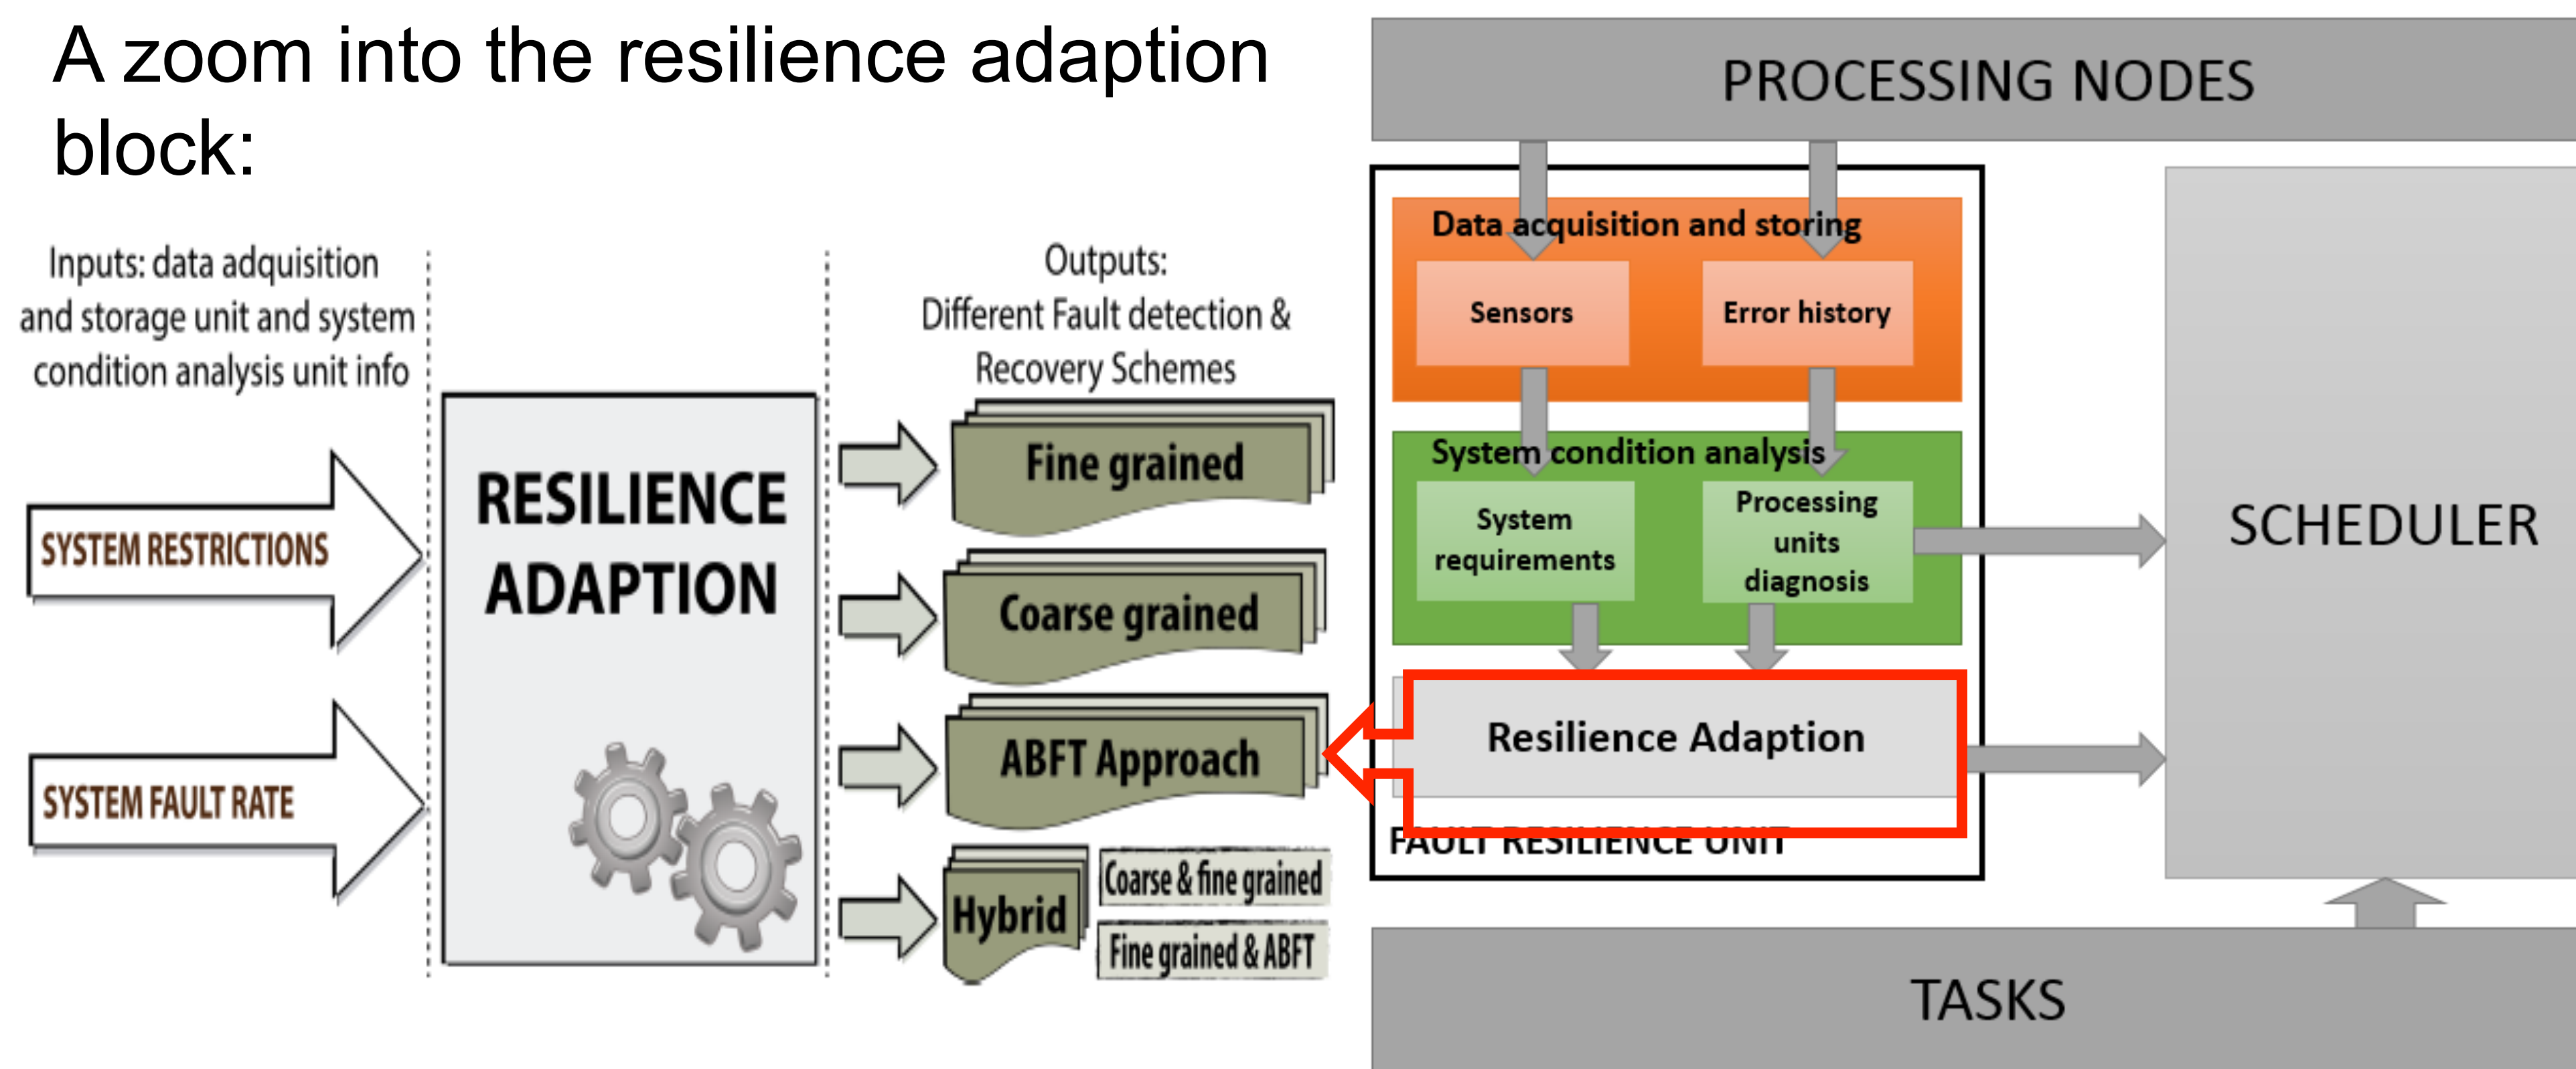 A zoom into the resilience adaption
block:
Inputs: data adquisition
and storage unit and system
condition analysis unit info
SYSTEM RESTRICTIONS
SYSTEM FAULT RATE
RESILIENCE
ADAPTION
Outputs:
Different Fault detection &
Recovery Schemes
Fine grained
Coarse grained
ABFT Approach
Hybrid
Coarse & fine grained
Fine grained & ABFT
PROCESSING NODES
Data acquisition and storing
Sensors
Error history
System condition analysis
System
requirements
Processing
units
diagnosis
Resilience Adaption
FAULT RESILIENCE UNIT
SCHEDULER
TASKS